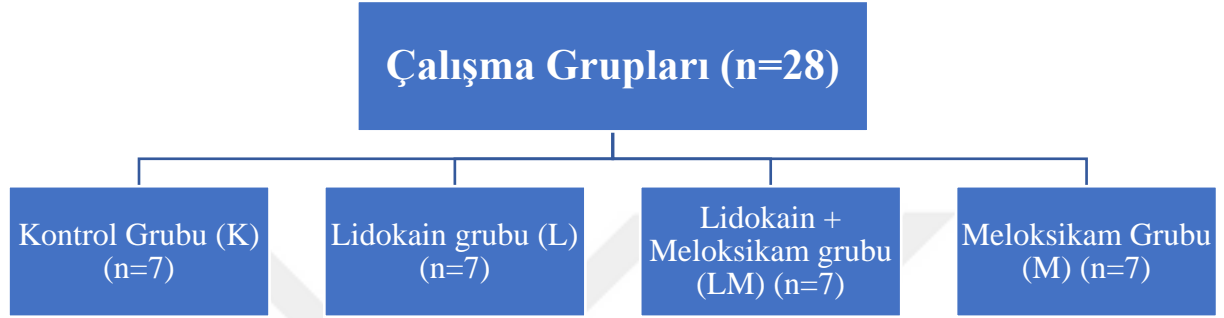 Çalışma Grupları (n=28)
Kontrol Grubu (K)
(n=7)
Lidokain grubu (L)
(n=7)
Lidokain +
Meloksikam grubu
(LM) (n=7)
Meloksikam Grubu
(M) (n=7)